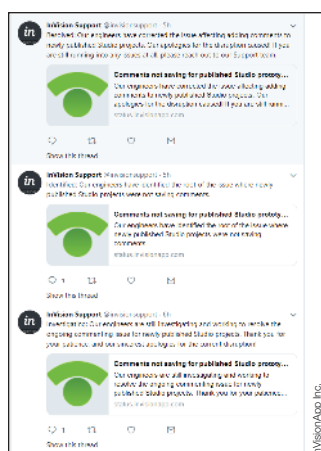 in InVision Support @invisionsupport · 5h
Resolved: Our engineers have corrected the issue affecting adding comments to
newly published Studio projects. Our apologies for the disruption caused! If you
are still running into any issues at all, please reach out to our Support team.
Comments not saving for published Studio prototy...
Our engineers have corrected the issue affecting adding
comments to newly published Studio projects. Our
apologies for the disruption caused! If you are still runn...
status.invisionapp.com
Show this thread
in InVision Support @invisionsupport · 5h
Identified: Our engineers have identified the root of the issue where newly
published Studio projects were not saving comments.
Comments not saving for published Studio prototy...
Our engineers have identified the root of the issue where
newly published Studio projects were not saving
comments.
status.invisionapp.com
1
Show this thread
in InVision Support @invisionsupport
Investigating: Our engineers are still investigating and working to resolve the
ongoing commenting issue for newly published Studio projects. Thank you for
your patience, and our sincerest apologies for the current disruption!
Comments not saving for published Studio prototy...
Our engineers are still investigating and working to
resolve the ongoing commenting issue for newly
published Studio projects. Thank you for your patience...
status.invisionapp.com
1
Show this thread
InVisionApp Inc.